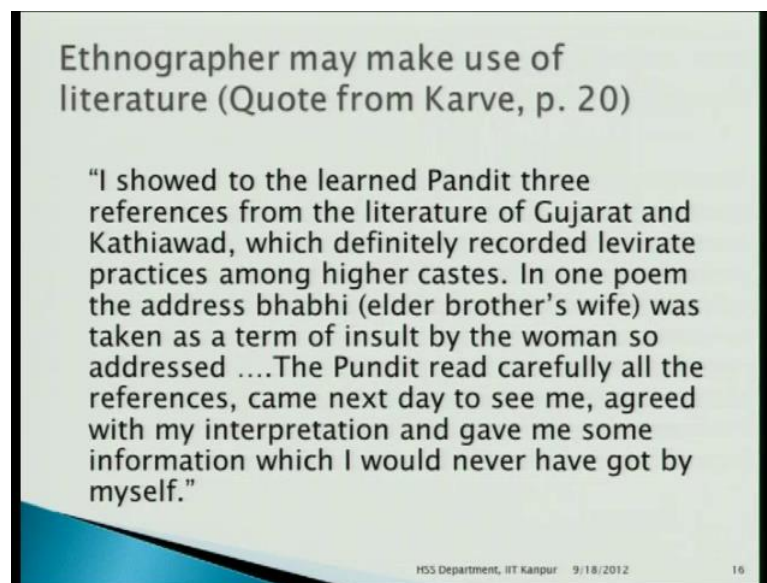 Ethnographer may make use of
literature (Quote from Karve, p. 20)
“I showed to the learned Pandit three
references from the literature of Gujarat and
Kathiawad, which definitely recorded levirate
practices among higher castes. In one poem
the address bhabhi (elder brother’s wife) was
taken as a term of insult by the woman so
addressed ….The Pundit read carefully all the
references, came next day to see me, agreed
with my interpretation and gave me some
information which I would never have got by
myself.”
HSS Department, IIT Kanpur 9/18/2012 16